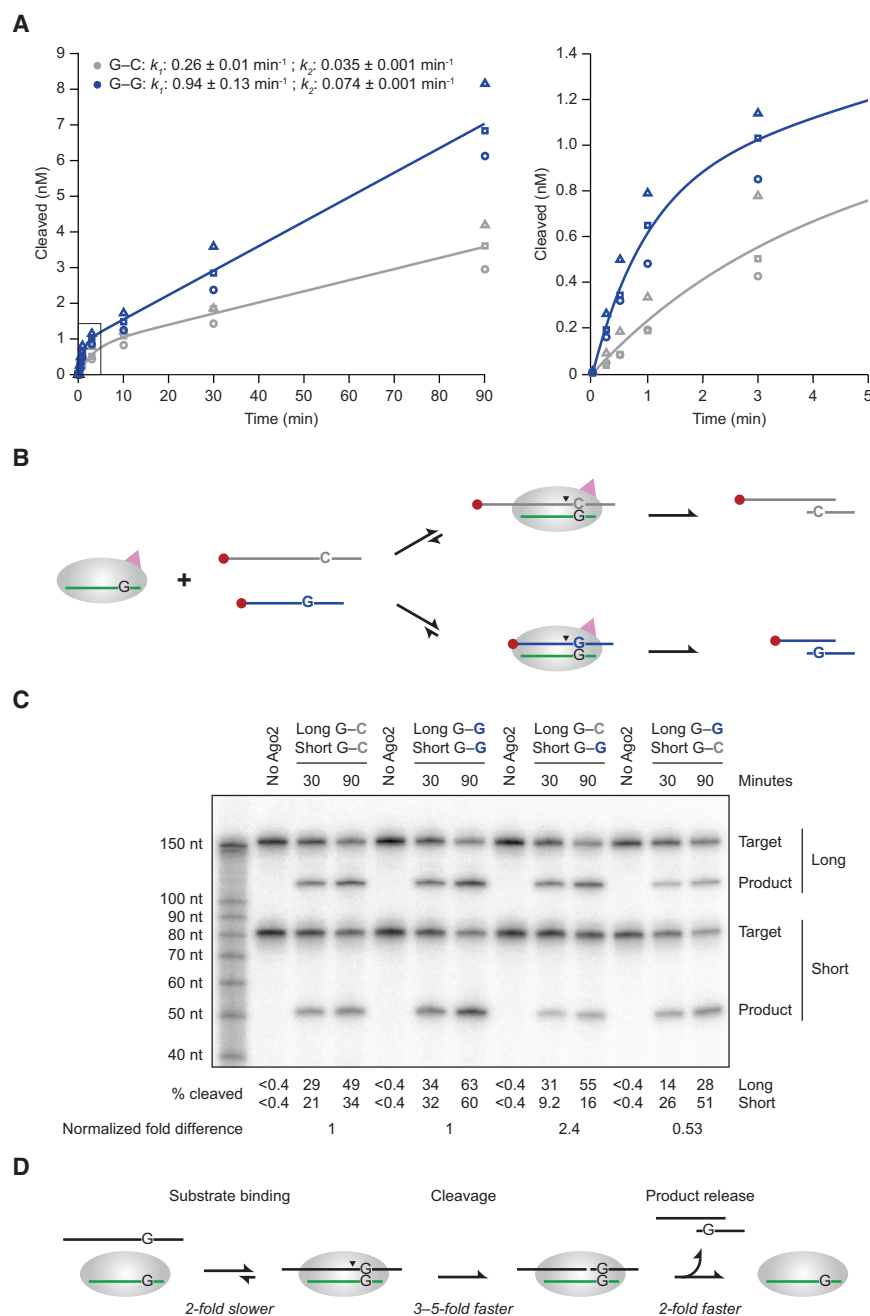 A
G–C: k1: 0.26 ± 0.01 min-1 ; k2: 0.035 ± 0.001 min-1
G–G: k1: 0.94 ± 0.13 min-1 ; k2: 0.074 ± 0.001 min-1
9
8
7
6
5
4
3
2
1
0
Cleaved (nM)
0 10 20 30 40 50 60 70 80 90
Time (min)
1.4
1.2
1.0
0.8
0.6
0.4
0.2
0
Cleaved (nM)
0 1 2 3 4 5
Time (min)
B
G
+
C
G
C
G
G
G
C
G
C
No Ago2
Long G–C
Short G–C
30 90
No Ago2
Long G–G
Short G–G
30 90
No Ago2
Long G–C
Short G–G
30 90
No Ago2
Long G–G
Short G–C
30 90
Minutes
150 nt
100 nt
90 nt
80 nt
70 nt
60 nt
50 nt
40 nt
Target
Product
Long
Target
Product
Short
% cleaved
<0.4 29 49 <0.4 34 63 <0.4 31 55 <0.4 14 28 Long
<0.4 21 34 <0.4 32 60 <0.4 9.2 16 <0.4 26 51 Short
Normalized fold difference 1 1 2.4 0.53
D
Substrate binding Cleavage Product release
G
G
G
G
G
G
G
G
2-fold slower 3–5-fold faster 2-fold faster